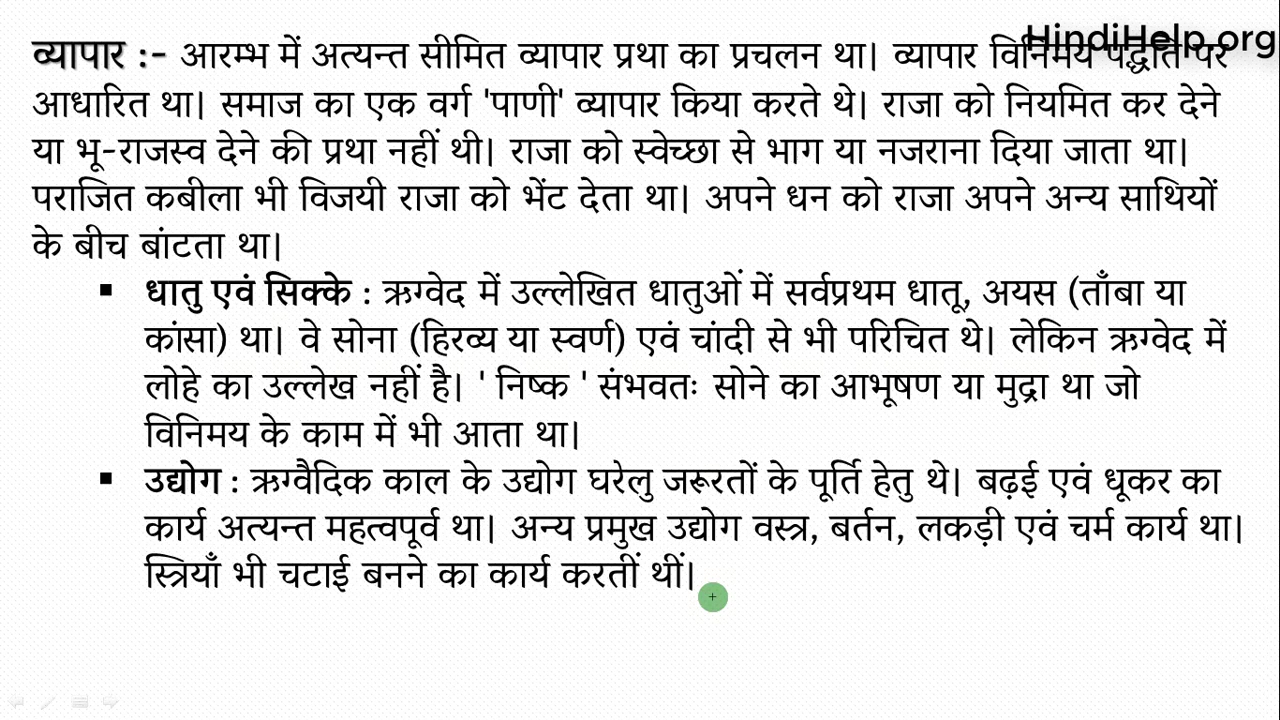 HindiHelp.org
व्यापार :- आरम्भ में अत्यन्त सीमित व्यापार प्रथा का प्रचलन था। व्यापार विनिमय पद्धति पर
आधारित था। समाज का एक वर्ग 'पाणी' व्यापार किया करते थे। राजा को नियमित कर देने
या भू-राजस्व देने की प्रथा नहीं थी। राजा को स्वेच्छा से भाग या नजराना दिया जाता था।
पराजित कबीला भी विजयी राजा को भेंट देता था। अपने धन को राजा अपने अन्य साथियों
के बीच बांटता था।
▪ धातु एवं सिक्के : ऋग्वेद में उल्लेखित धातुओं में सर्वप्रथम धातू, अयस (ताँबा या
कांसा) था। वे सोना (हिरव्य या स्वर्ण) एवं चांदी से भी परिचित थे। लेकिन ऋग्वेद में
लोहे का उल्लेख नहीं है। ' निष्क ' संभवतः सोने का आभूषण या मुद्रा था जो
विनिमय के काम में भी आता था।
▪ उद्योग : ऋग्वैदिक काल के उद्योग घरेलु जरूरतों के पूर्ति हेतु थे। बढ़ई एवं धूकर का
कार्य अत्यन्त महत्वपूर्व था। अन्य प्रमुख उद्योग वस्त्र, बर्तन, लकड़ी एवं चर्म कार्य था।
स्त्रियाँ भी चटाई बनने का कार्य करतीं थीं।